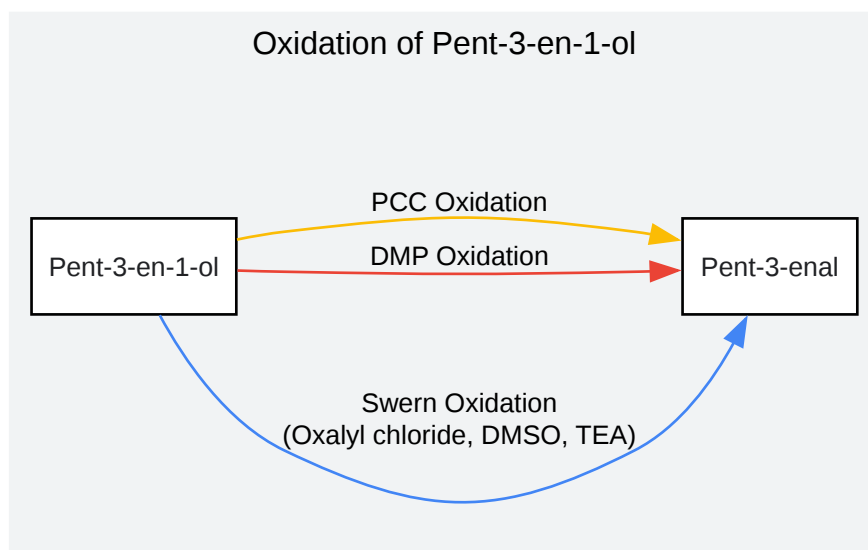 Oxidation of Pent-3-en-1-ol
PCC Oxidation
DMP Oxidation
Pent-3-en-1-ol
Pent-3-enal
Swern Oxidation
(Oxalyl chloride, DMSO, TEA)